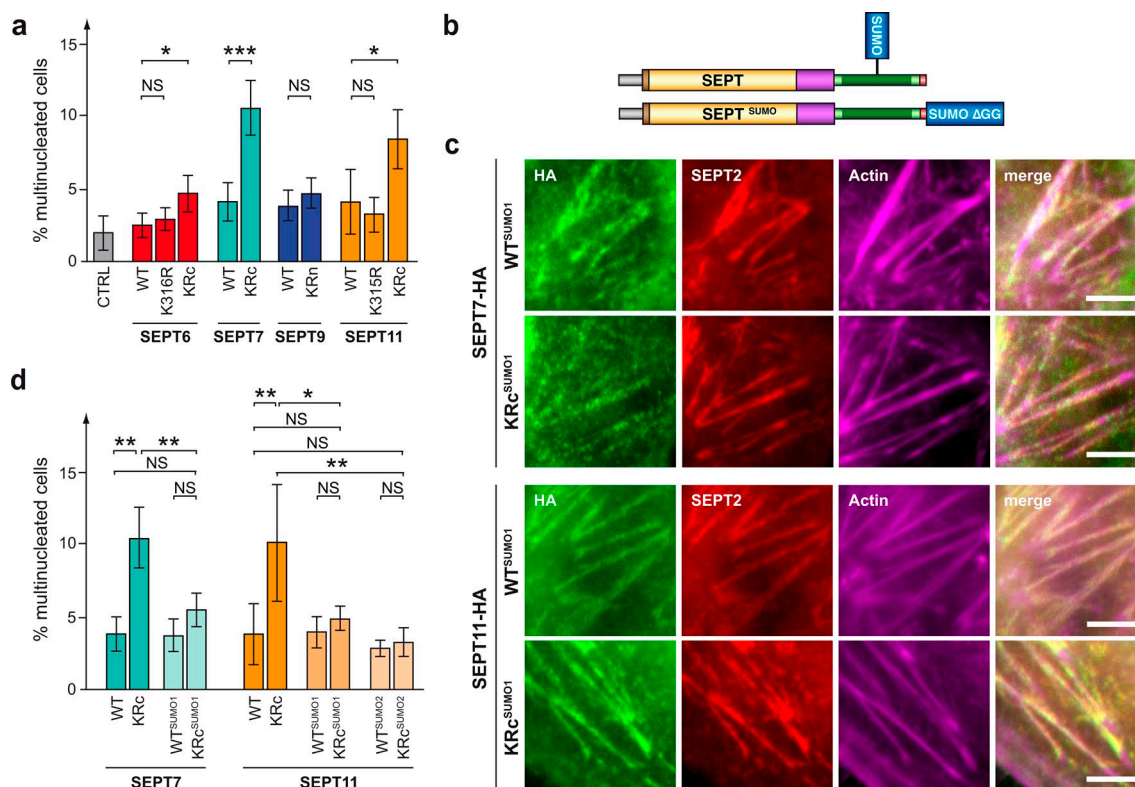 a
% multinucleated cells
15
10
5
0
*
NS
***
NS
*
NS
CTRL
WT
K316R
KRc
WT
KRc
WT
KRn
WT
K315R
KRc
SEPT6
SEPT7
SEPT9
SEPT11
b
SUMO
SEPT
SEPT SUMO
SUMO ΔGG
c
SEPT7-HA
WTSUMO1
HA
SEPT2
Actin
merge
KRcSUMO1
SEPT11-HA
WTSUMO1
HA
SEPT2
Actin
merge
KRcSUMO1
d
% multinucleated cells
15
10
5
0
** **
NS
NS
** *
NS
NS
**
NS NS
WT
KRc
WTSUMO1
KRcSUMO1
WT
KRc
WTSUMO1
KRcSUMO1
WTSUMO2
KRcSUMO2
SEPT7
SEPT11